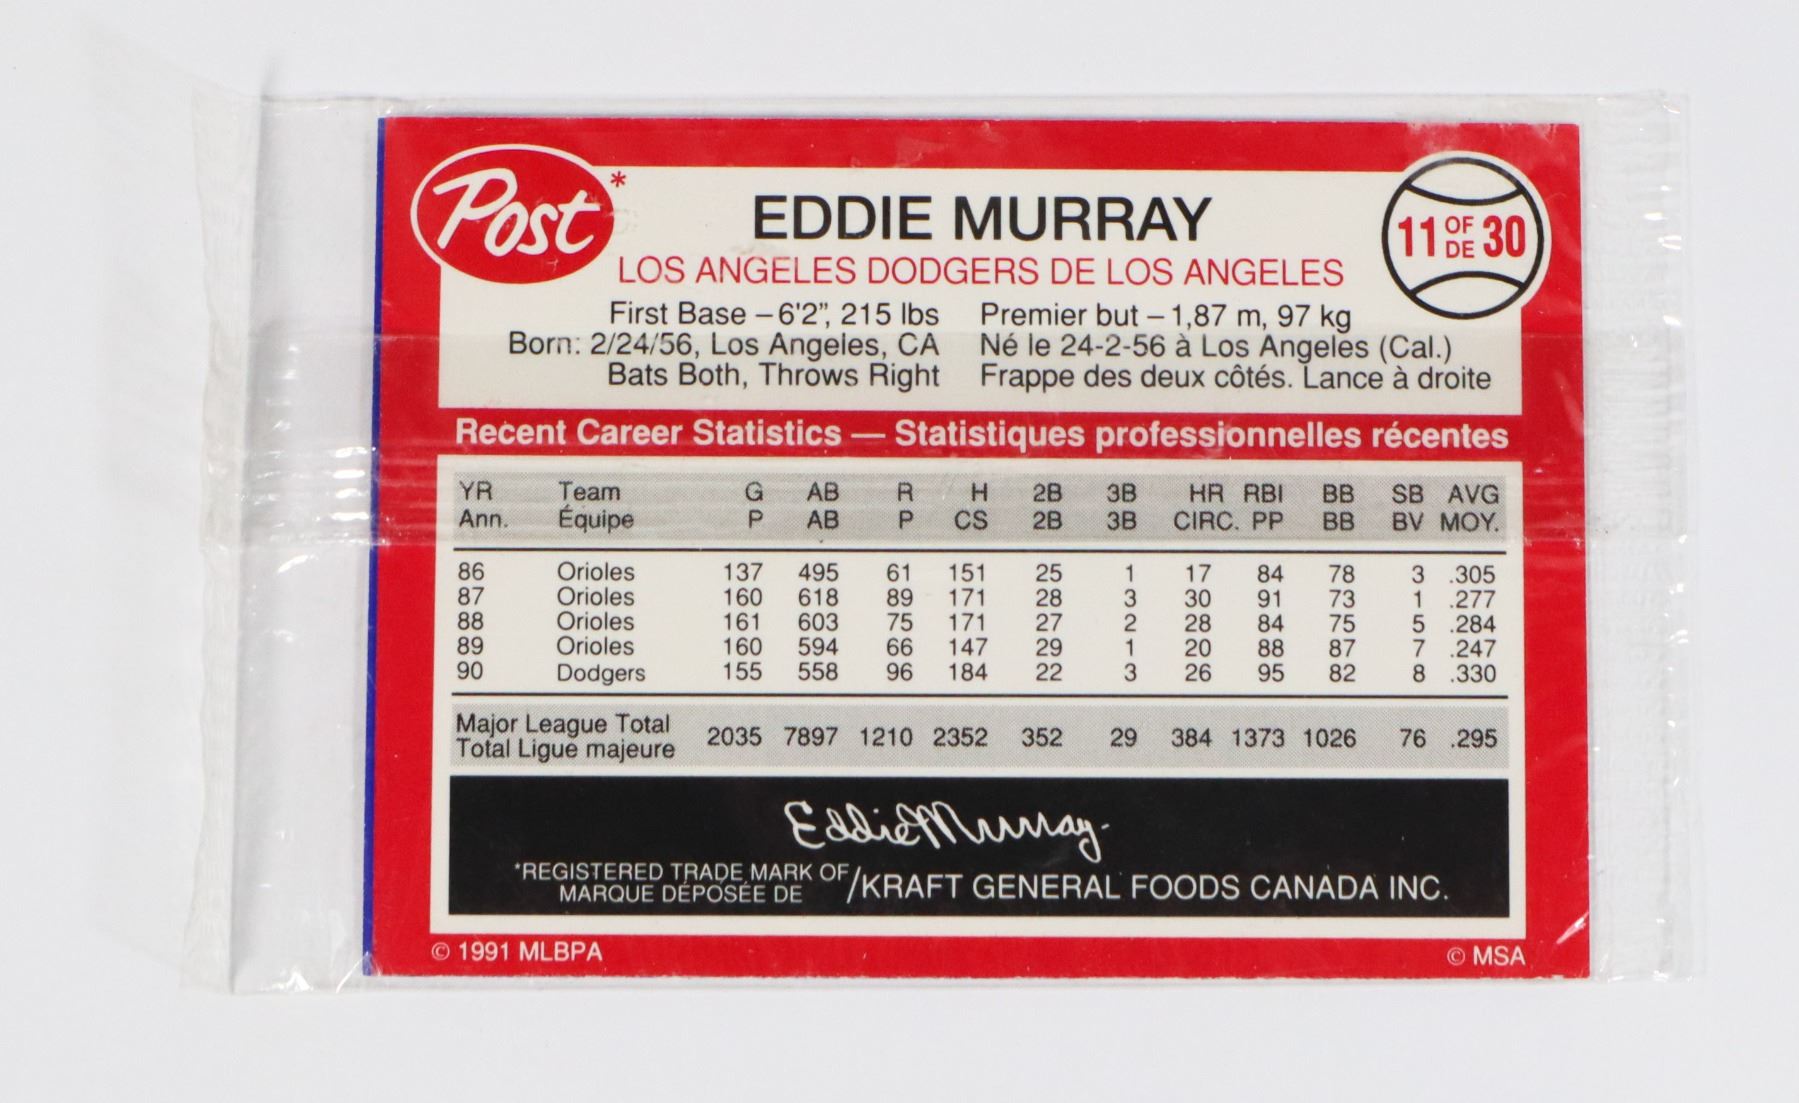 Post*
EDDIE MURRAY
11 OF DE 30
LOS ANGELES DODGERS DE LOS ANGELES
First Base – 6'2", 215 lbs Premier but – 1,87 m, 97 kg
Born: 2/24/56, Los Angeles, CA Né le 24-2-56 à Los Angeles (Cal.)
Bats Both, Throws Right Frappe des deux côtés. Lance à droite
Recent Career Statistics — Statistiques professionnelles récentes
YR Team G AB R H 2B 3B HR RBI BB SB AVG
Ann. Équipe P AB P CS 2B 3B CIRC. PP BB BV MOY.
86 Orioles 137 495 61 151 25 1 17 84 78 3 .305
87 Orioles 160 618 89 171 28 3 30 91 73 1 .277
88 Orioles 161 603 75 171 27 2 28 84 75 5 .284
89 Orioles 160 594 66 147 29 1 20 88 87 7 .247
90 Dodgers 155 558 96 184 22 3 26 95 82 8 .330
Major League Total
Total Ligue majeure 2035 7897 1210 2352 352 29 384 1373 1026 76 .295
Eddie Murray
*REGISTERED TRADE MARK OF
MARQUE DÉPOSÉE DE /KRAFT GENERAL FOODS CANADA INC.
© 1991 MLBPA © MSA